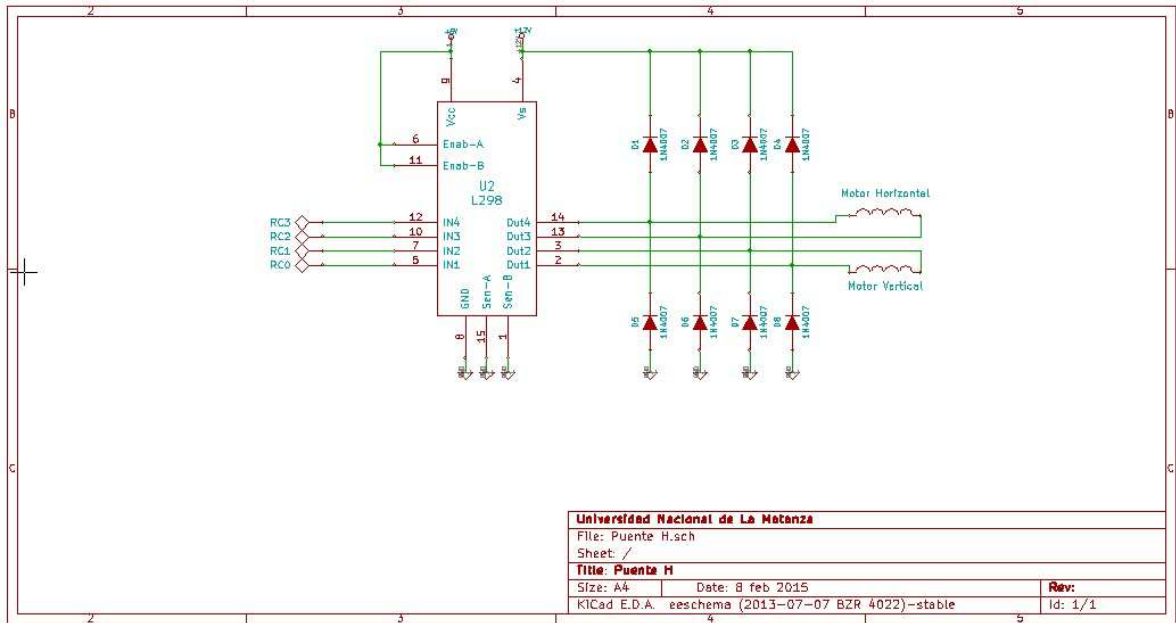 2 3 4 5
+5V
+12V
9
4
Vcc
Vs
6 Enab-A
11 Enab-B
U2
L298
RC3 12 IN4
RC2 10 IN3
RC1 7 IN2
RC0 5 IN1
Out4 14
Out3 13
Out2 3
Out1 2
GND
Sen-A
Sen-B
8
15
1
D1 1N4007
D2 1N4007
D3 1N4007
D4 1N4007
Motor Horizontal
Motor Vertical
D5 1N4007
D6 1N4007
D7 1N4007
D8 1N4007
B B
C C
Universidad Nacional de La Matanza
File: Puente H.sch
Sheet: /
Title: Puente H
Size: A4 Date: 8 feb 2015 Rev:
KiCad E.D.A. eeschema (2013-07-07 BZR 4022)-stable Id: 1/1
2 3 4 5